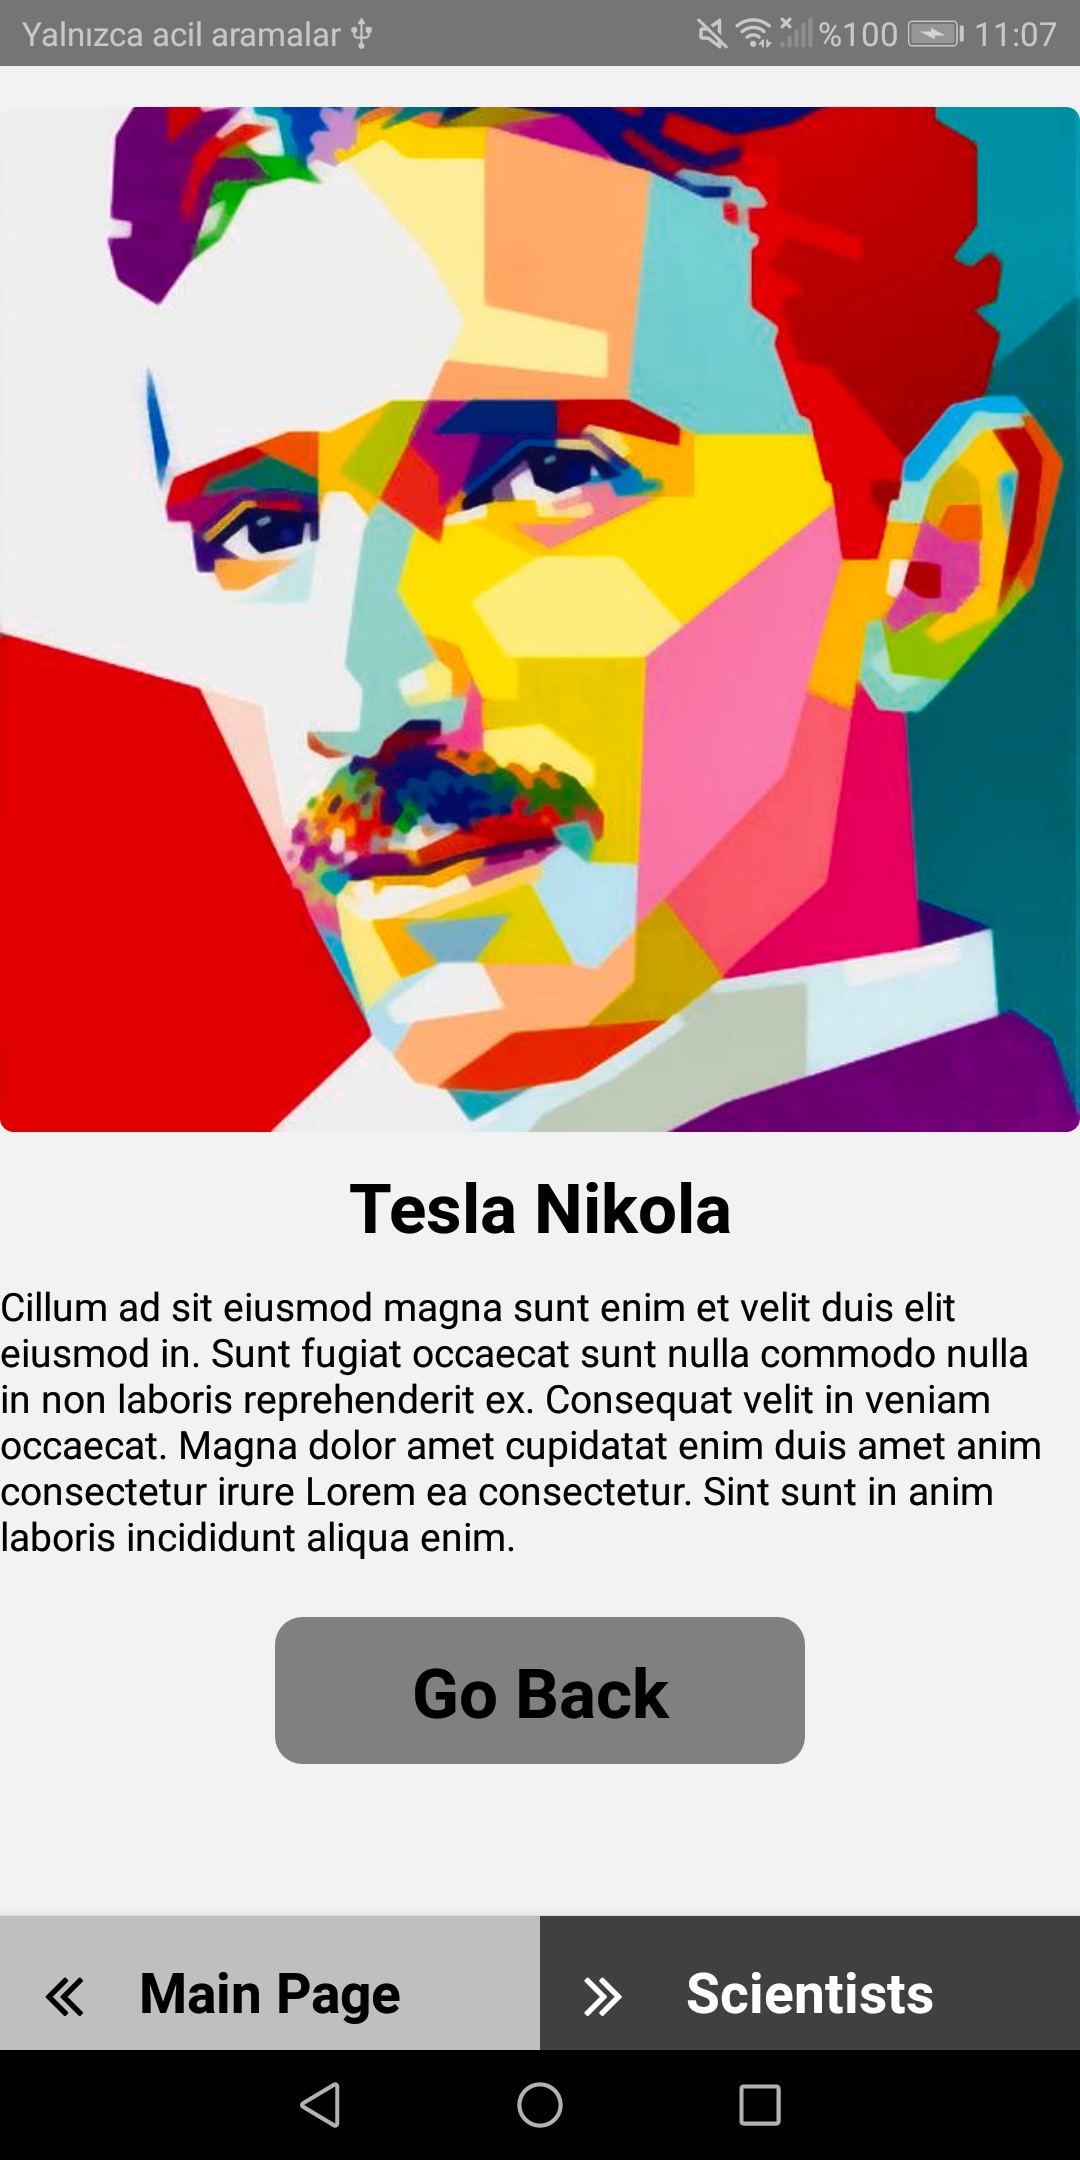 Yalnızca acil aramalar %100 11:07
Tesla Nikola
Cillum ad sit eiusmod magna sunt enim et velit duis elit
eiusmod in. Sunt fugiat occaecat sunt nulla commodo nulla
in non laboris reprehenderit ex. Consequat velit in veniam
occaecat. Magna dolor amet cupidatat enim duis amet anim
consectetur irure Lorem ea consectetur. Sint sunt in anim
laboris incididunt aliqua enim.
Go Back
Main Page Scientists